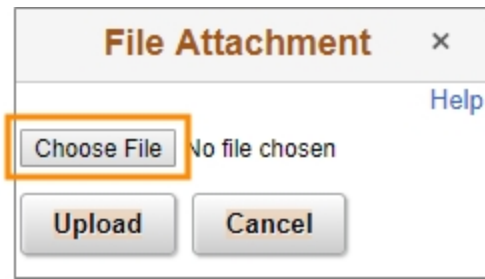 File Attachment ×
Help
Choose File No file chosen
Upload Cancel